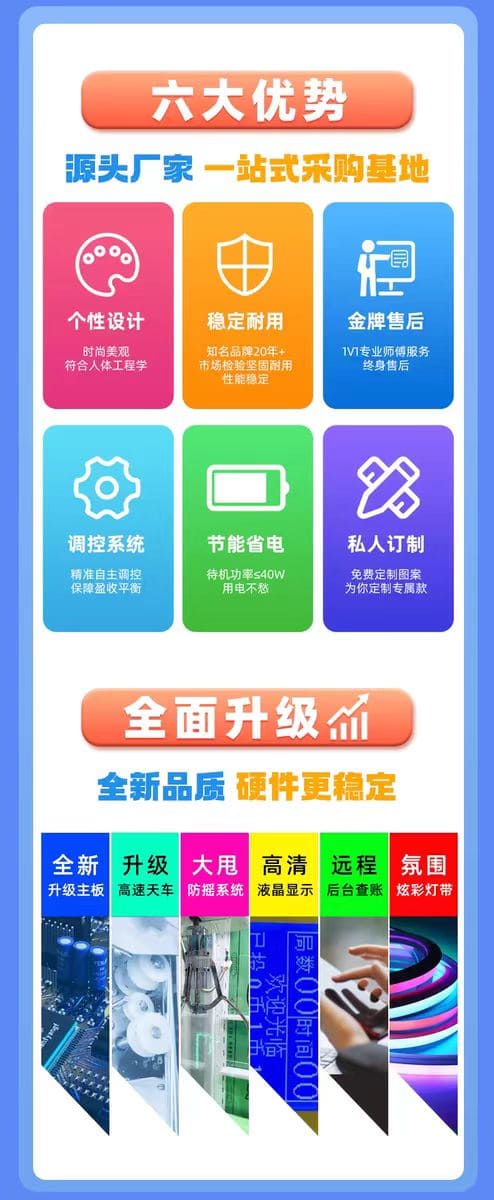 六大优势
源头厂家 一站式采购基地
个性设计
时尚美观
符合人体工程学
稳定耐用
知名品牌20年+
市场检验坚固耐用
性能稳定
金牌售后
1V1专业师傅服务
终身售后
调控系统
精准自主调控
保障盈收平衡
节能省电
待机功率≤40W
用电不愁
私人订制
免费定制图案
为你定制专属款
全面升级
全新品质 硬件更稳定
全新
升级主板
升级
高速天车
大甩
防摇系统
高清
液晶显示
远程
后台查账
氛围
炫彩灯带
局数00时间00
欢迎光临